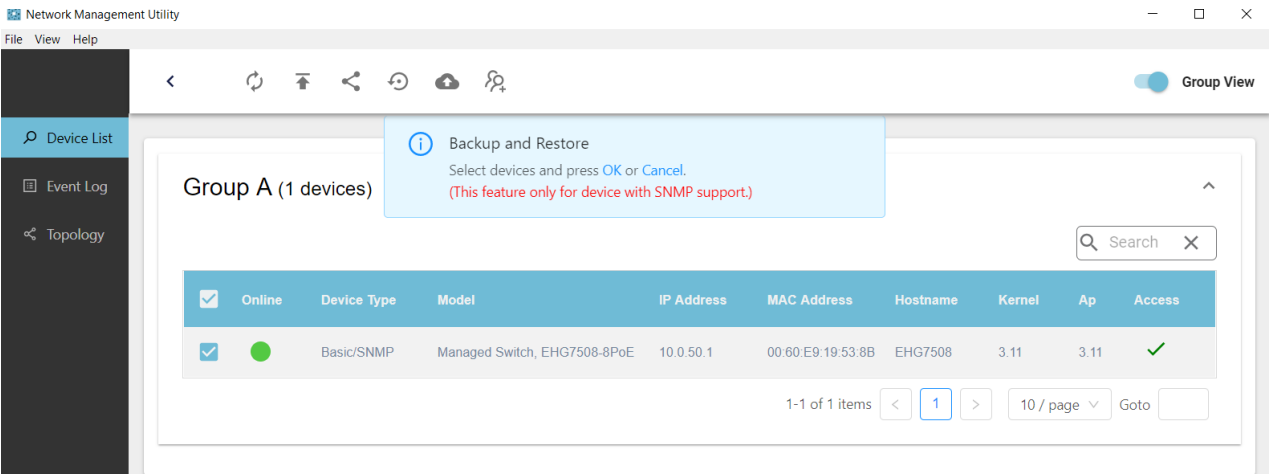 Network Management Utility
File View Help
Group View
Device List
Event Log
Topology
Backup and Restore
Select devices and press OK or Cancel.
(This feature only for device with SNMP support.)
Group A (1 devices)
Search
Online Device Type Model IP Address MAC Address Hostname Kernel Ap Access
Basic/SNMP Managed Switch, EHG7508-8PoE 10.0.50.1 00:60:E9:19:53:8B EHG7508 3.11 3.11
1-1 of 1 items < 1 > 10 / page Goto